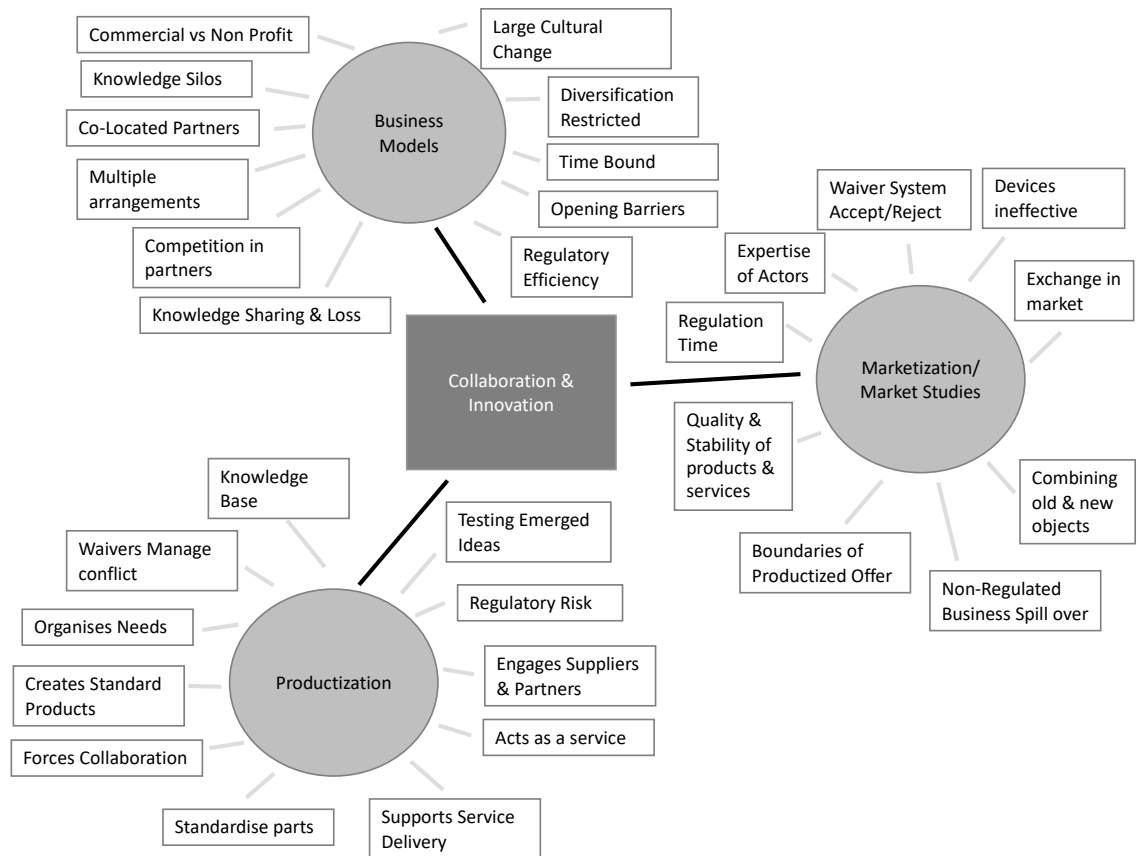 Commercial vs Non Profit
Knowledge Silos
Co-Located Partners
Multiple
arrangements
Competition in
partners
Knowledge Sharing & Loss
Business
Models
Large Cultural
Change
Diversification
Restricted
Time Bound
Opening Barriers
Regulatory
Efficiency
Collaboration &
Innovation
Waiver System
Accept/Reject
Devices
ineffective
Expertise
of Actors
Exchange in
market
Regulation
Time
Marketization/
Market Studies
Quality &
Stability of
products &
services
Combining
old & new
objects
Boundaries of
Productized Offer
Non-Regulated
Business Spill over
Knowledge
Base
Testing Emerged
Ideas
Waivers Manage
conflict
Regulatory Risk
Organises Needs
Engages Suppliers
& Partners
Productization
Creates Standard
Products
Acts as a service
Forces Collaboration
Standardise parts
Supports Service
Delivery